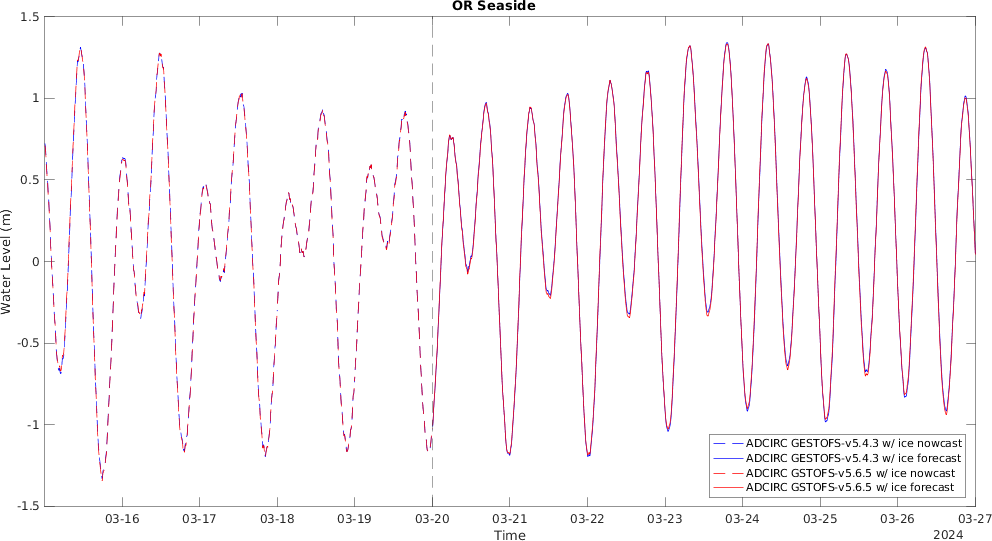 OR Seaside
1.5
1
0.5
0
-0.5
-1
-1.5
Water Level (m)
ADCIRC GESTOFS-v5.4.3 w/ ice nowcast
ADCIRC GESTOFS-v5.4.3 w/ ice forecast
ADCIRC GSTOFS-v5.6.5 w/ ice nowcast
ADCIRC GSTOFS-v5.6.5 w/ ice forecast
03-16 03-17 03-18 03-19 03-20 03-21 03-22 03-23 03-24 03-25 03-26 03-27
Time
2024